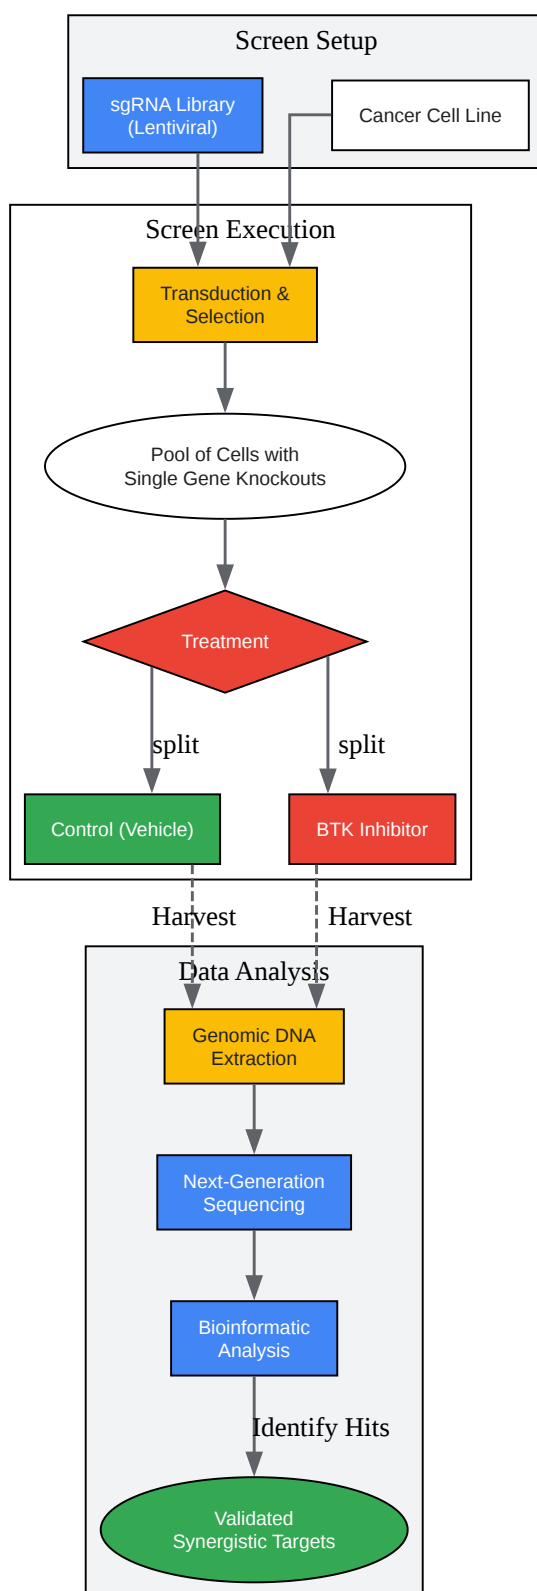 Screen Setup
sgRNA Library
(Lentiviral)
Cancer Cell Line
Screen Execution
Transduction &
Selection
Pool of Cells with
Single Gene Knockouts
Treatment
split
split
Control (Vehicle)
BTK Inhibitor
Harvest
Harvest
Data Analysis
Genomic DNA
Extraction
Next-Generation
Sequencing
Bioinformatic
Analysis
Identify Hits
Validated
Synergistic Targets